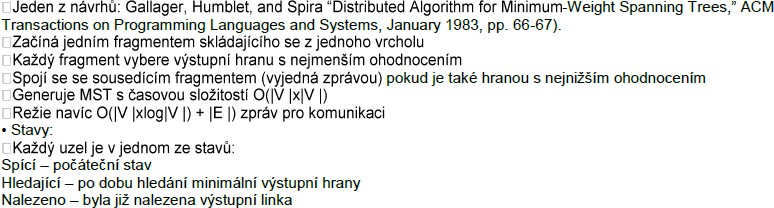 □Jeden z návrhů: Gallager, Humblet, and Spira “Distributed Algorithm for Minimum-Weight Spanning Trees,” ACM
Transactions on Programming Languages and Systems, January 1983, pp. 66-67).
□Začíná jedním fragmentem skládajícího se z jednoho vrcholu
□Každý fragment vybere výstupní hranu s nejmenším ohodnocením
□Spojí se se sousedícím fragmentem (vyjedná zprávou) pokud je také hranou s nejnižším ohodnocením
□Generuje MST s časovou složitostí O(|V |x|V |)
□Režie navíc O(|V |xlog|V |) + |E |) zpráv pro komunikaci
• Stavy:
□Každý uzel je v jednom ze stavů:
Spící – počáteční stav
Hledající – po dobu hledání minimální výstupní hrany
Nalezeno – byla již nalezena výstupní linka